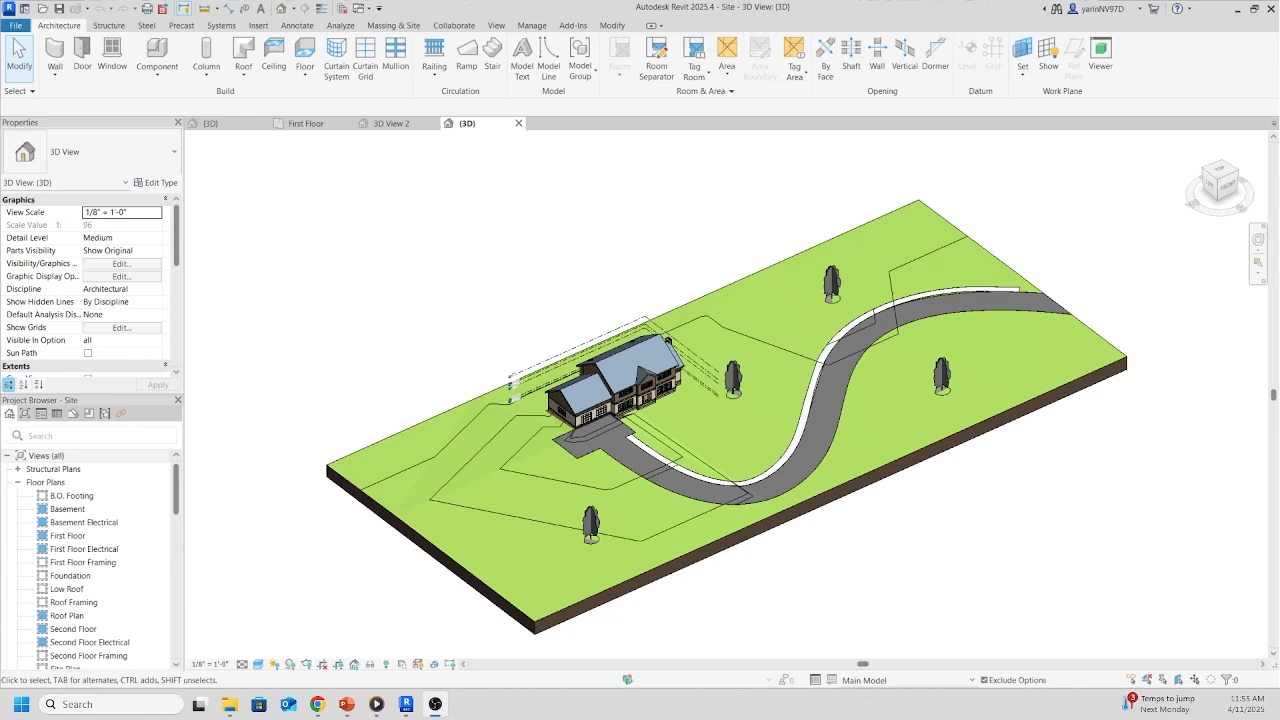 Autodesk Revit 2025.4 - Site - 3D View: {3D}
yarinNV97D
File Architecture Structure Steel Precast Systems Insert Annotate Analyze Massing & Site Collaborate View Manage Add-Ins Modify
Modify Wall Door Window Component Column Roof Ceiling Floor Curtain System Curtain Grid Mullion Railing Ramp Stair Model Text Model Line Model Group Room Room Separator Tag Room Area Area Boundary Tag Area By Face Shaft Wall Vertical Dormer Level Grid Set Show Ref Plane Viewer
Select Build Circulation Model Room & Area Opening Datum Work Plane
Properties
{3D} First Floor 3D View 2 {3D}
3D View
3D View: {3D} Edit Type
Graphics
View Scale 1/8" = 1'-0"
Scale Value 1: 96
Detail Level Medium
Parts Visibility Show Original
Visibility/Graphics ... Edit...
Graphic Display Op... Edit...
Discipline Architectural
Show Hidden Lines By Discipline
Default Analysis Dis... None
Show Grids Edit...
Visible In Option all
Sun Path
Extents
Apply
Project Browser - Site
Search
Views (all)
Structural Plans
Floor Plans
B.O. Footing
Basement
Basement Electrical
First Floor
First Floor Electrical
First Floor Framing
Foundation
Low Roof
Roof Framing
Roof Plan
Second Floor
Second Floor Electrical
Second Floor Framing
Site Plan
TOP
FRONT
1/8" = 1'-0"
Click to select, TAB for alternates, CTRL adds, SHIFT unselects.
:0 Main Model Exclude Options :0
Search
3 Temps to jump
Next Monday
11:55 AM
4/11/2025